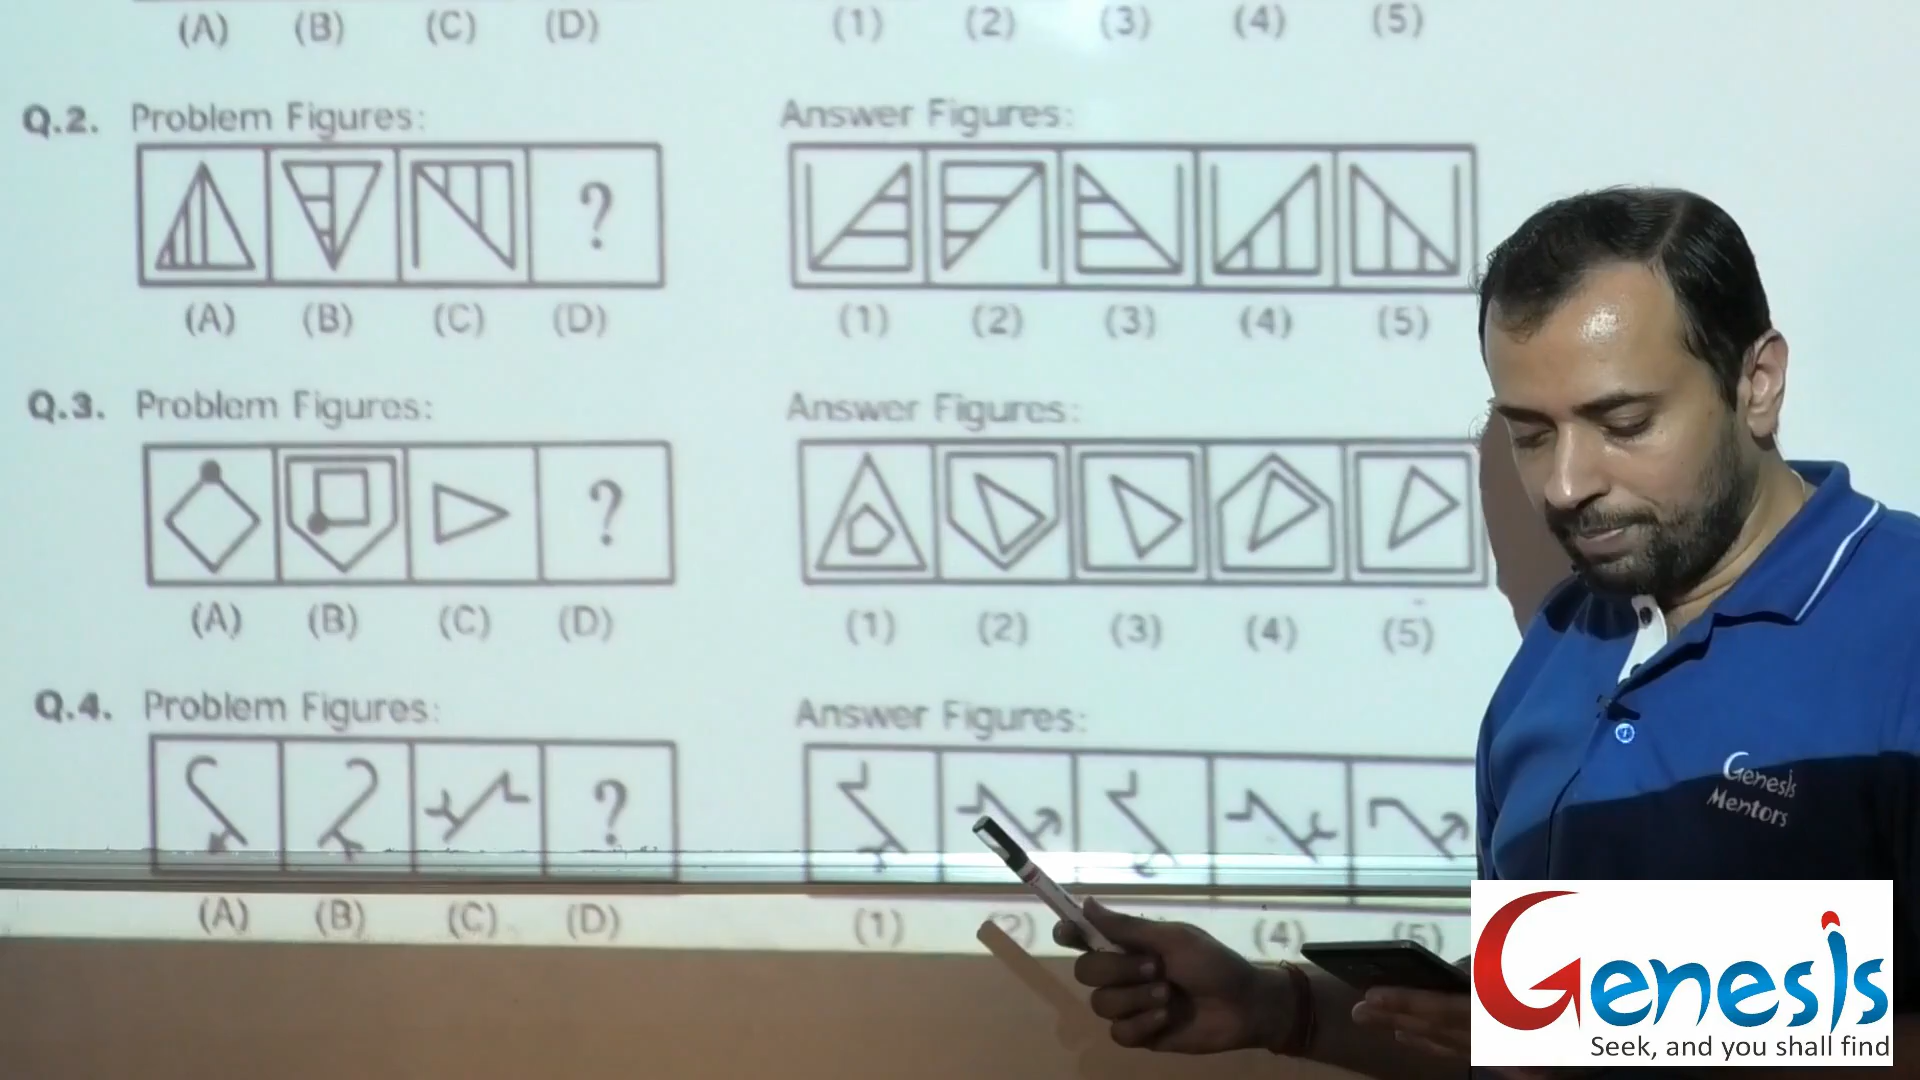 (A) (B) (C) (D) (1) (2) (3) (4) (5)
Q.2. Problem Figures: Answer Figures:
?
(A) (B) (C) (D) (1) (2) (3) (4) (5)
Q.3. Problem Figures: Answer Figures:
?
(A) (B) (C) (D) (1) (2) (3) (4) (5)
Q.4. Problem Figures: Answer Figures:
?
(A) (B) (C) (D) (1) (2) (4) (5)
Genesis
Mentors
Genesis
Seek, and you shall find